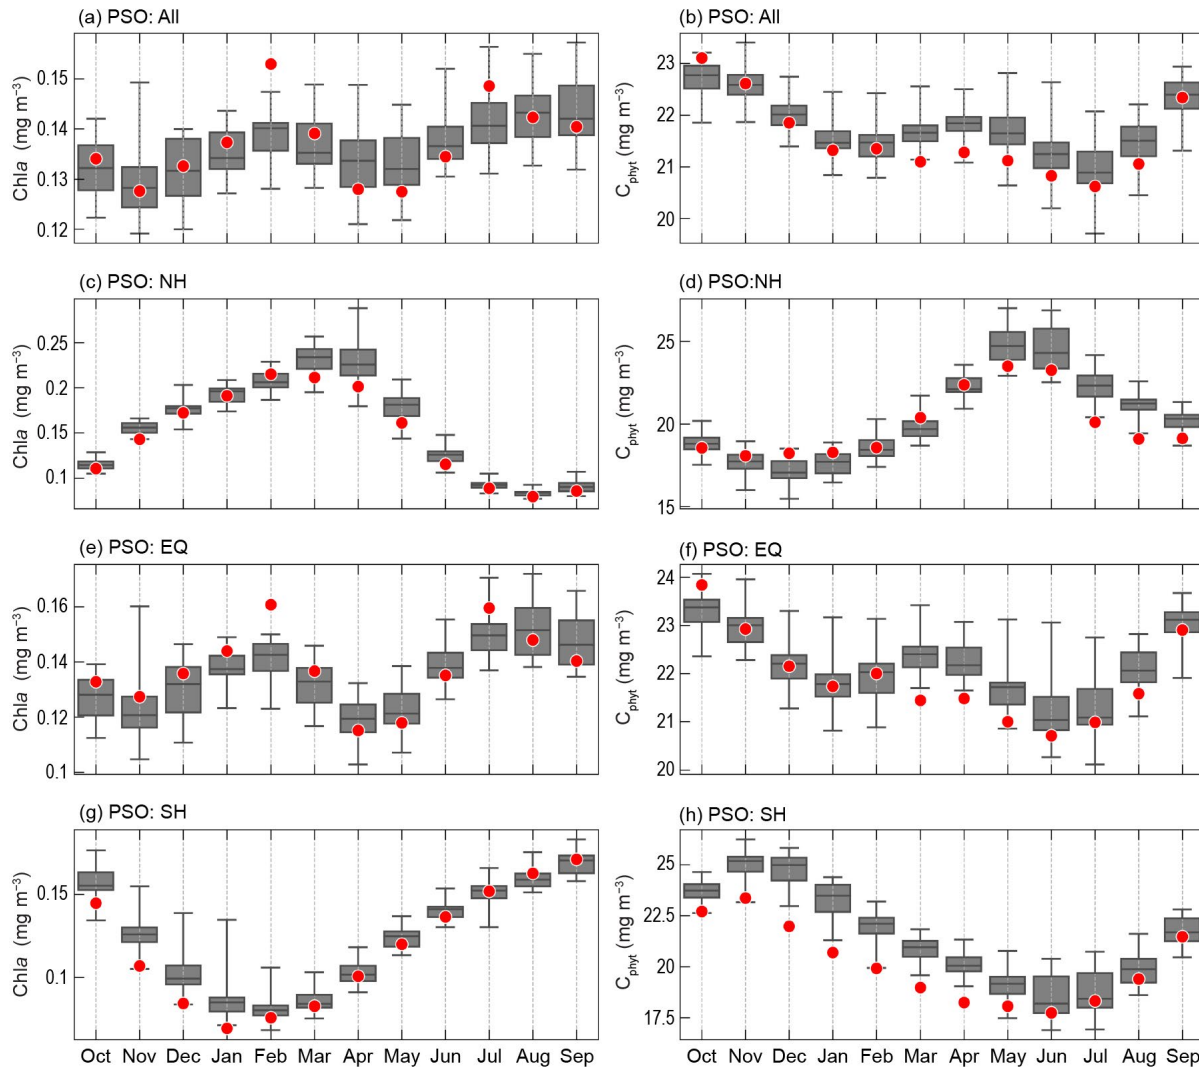 (a) PSO: All
Chla (mg m⁻³)
0.15
0.14
0.13
0.12
(b) PSO: All
C_phyt (mg m⁻³)
23
22
21
20
(c) PSO: NH
Chla (mg m⁻³)
0.25
0.2
0.15
0.1
(d) PSO:NH
C_phyt (mg m⁻³)
25
20
15
(e) PSO: EQ
Chla (mg m⁻³)
0.16
0.14
0.12
0.1
(f) PSO: EQ
C_phyt (mg m⁻³)
24
23
22
21
20
(g) PSO: SH
Chla (mg m⁻³)
0.15
0.1
Oct Nov Dec Jan Feb Mar Apr May Jun Jul Aug Sep
(h) PSO: SH
C_phyt (mg m⁻³)
25
22.5
20
17.5
Oct Nov Dec Jan Feb Mar Apr May Jun Jul Aug Sep